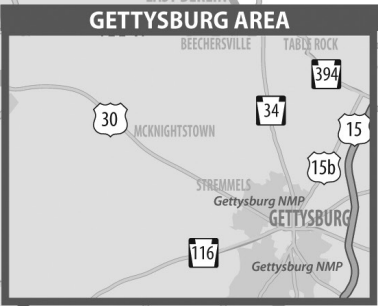 GETTYSBURG AREA
BEECHERSVILLE
TABLE ROCK
394
34
30
15
MCKNIGHTSTOWN
15b
STREMMELS
Gettysburg NMP
GETTYSBURG
116
Gettysburg NMP